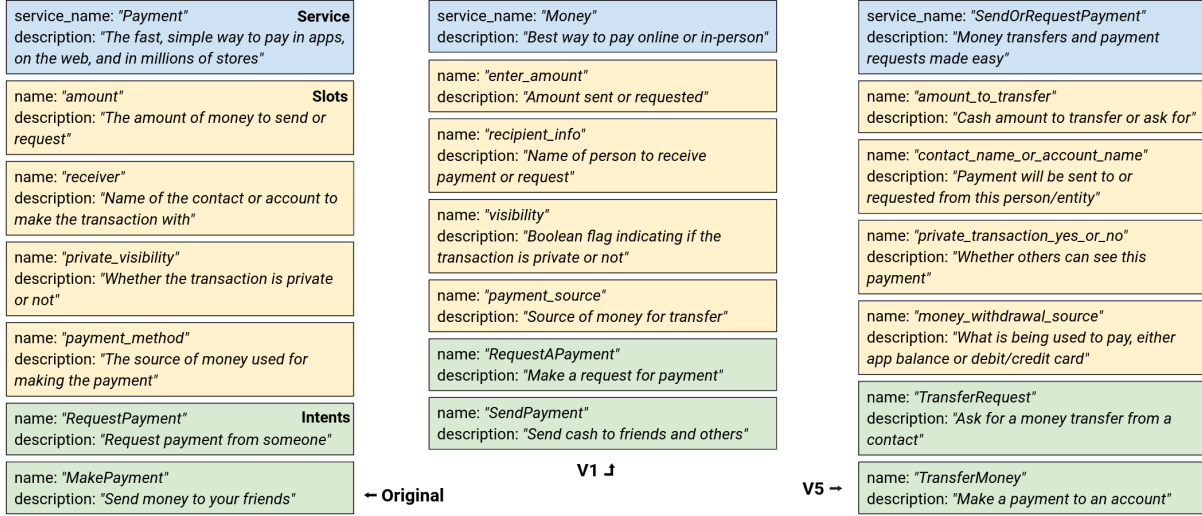 service_name: "Payment" Service
description: "The fast, simple way to pay in apps,
on the web, and in millions of stores"
name: "amount" Slots
description: "The amount of money to send or
request"
name: "receiver"
description: "Name of the contact or account to
make the transaction with"
name: "private_visibility"
description: "Whether the transaction is private
or not"
name: "payment_method"
description: "The source of money used for
making the payment"
name: "RequestPayment" Intents
description: "Request payment from someone"
name: "MakePayment"
description: "Send money to your friends"
← Original
service_name: "Money"
description: "Best way to pay online or in-person"
name: "enter_amount"
description: "Amount sent or requested"
name: "recipient_info"
description: "Name of person to receive
payment or request"
name: "visibility"
description: "Boolean flag indicating if the
transaction is private or not"
name: "payment_source"
description: "Source of money for transfer"
name: "RequestAPayment"
description: "Make a request for payment"
name: "SendPayment"
description: "Send cash to friends and others"
V1
service_name: "SendOrRequestPayment"
description: "Money transfers and payment
requests made easy"
name: "amount_to_transfer"
description: "Cash amount to transfer or ask for"
name: "contact_name_or_account_name"
description: "Payment will be sent to or
requested from this person/entity"
name: "private_transaction_yes_or_no"
description: "Whether others can see this
payment"
name: "money_withdrawal_source"
description: "What is being used to pay, either
app balance or debit/credit card"
name: "TransferRequest"
description: "Ask for a money transfer from a
contact"
name: "TransferMoney"
description: "Make a payment to an account"
V5 →